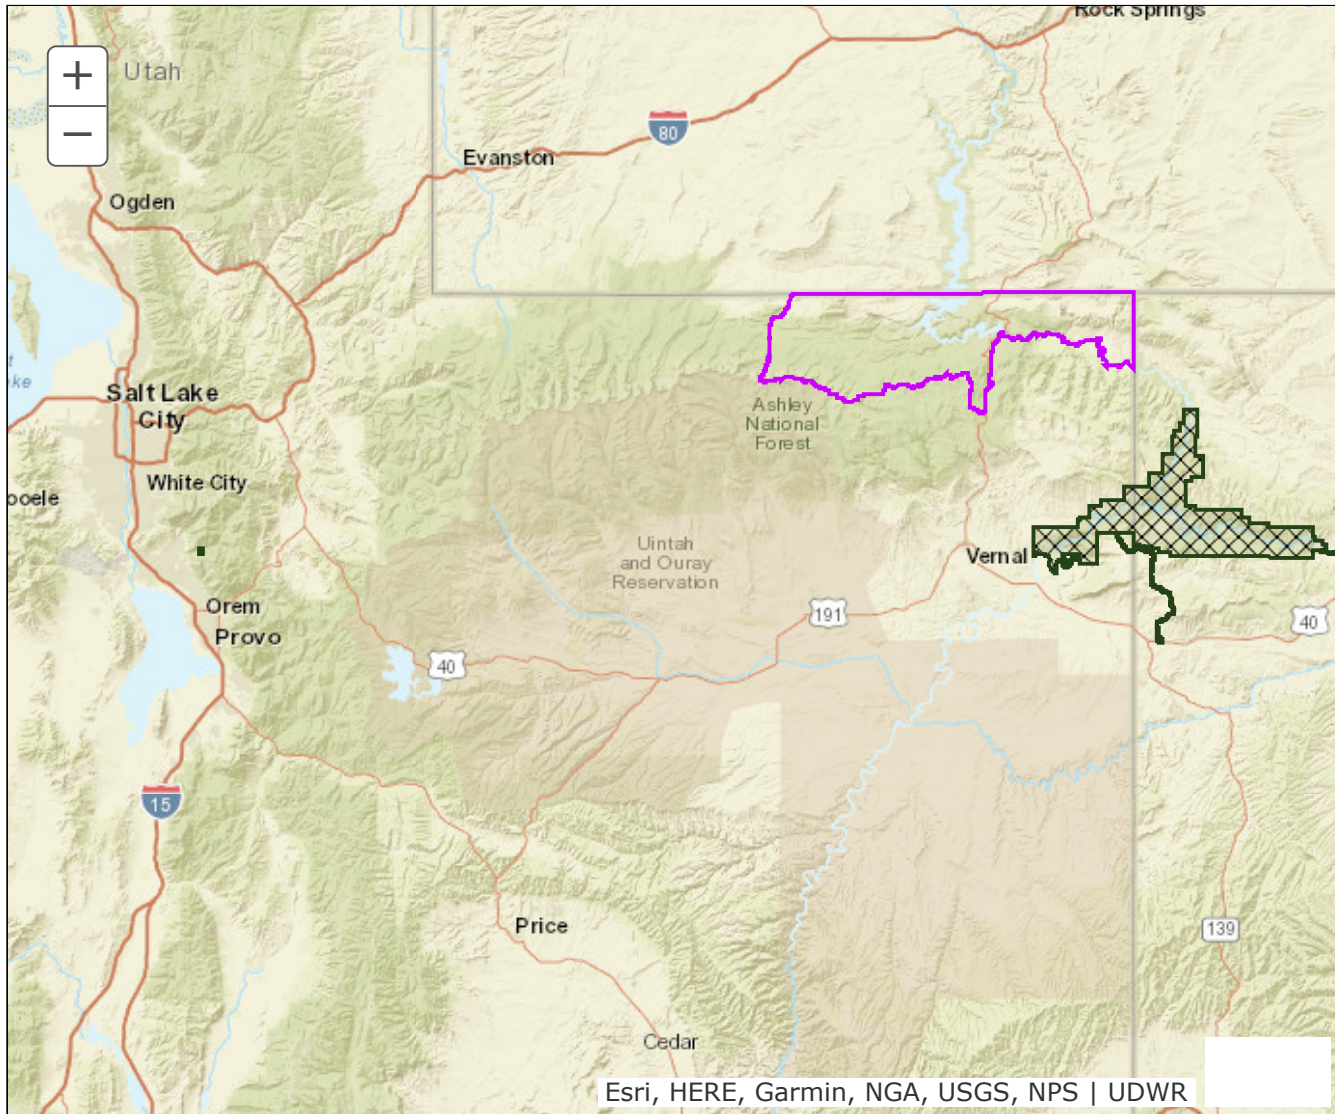 Rock Springs
+
Utah
−
80
Evanston
Ogden
Salt Lake
City
Ashley
National
Forest
White City
Uintah
and Ouray
Reservation
Vernal
Orem
Provo
191
40
40
15
Price
139
Cedar
Esri, HERE, Garmin, NGA, USGS, NPS | UDWR